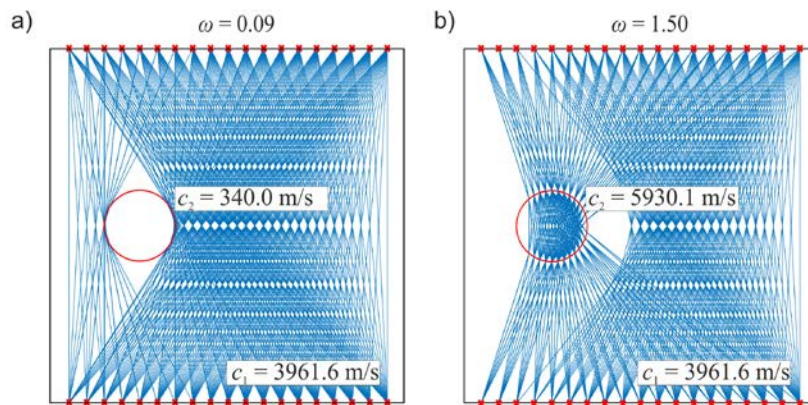 a)
ω = 0.09
c₂ = 340.0 m/s
c₁ = 3961.6 m/s
b)
ω = 1.50
c₂ = 5930.1 m/s
c₁ = 3961.6 m/s